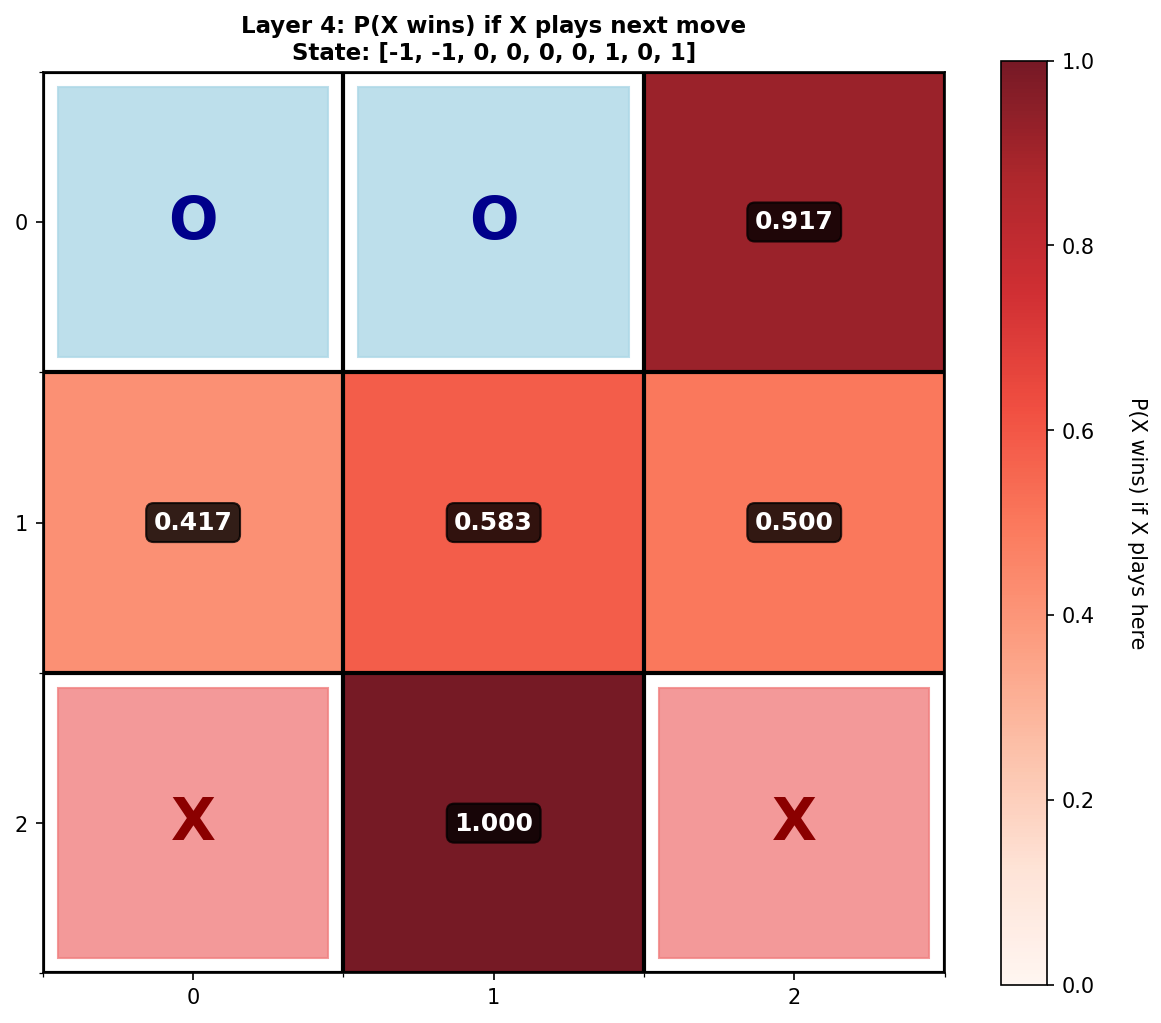 Layer 4: P(X wins) if X plays next move
State: [-1, -1, 0, 0, 0, 0, 1, 0, 1]
0
O
O
0.917
1
0.417
0.583
0.500
2
X
1.000
X
0
1
2
1.0
0.8
0.6
0.4
0.2
0.0
P(X wins) if X plays here